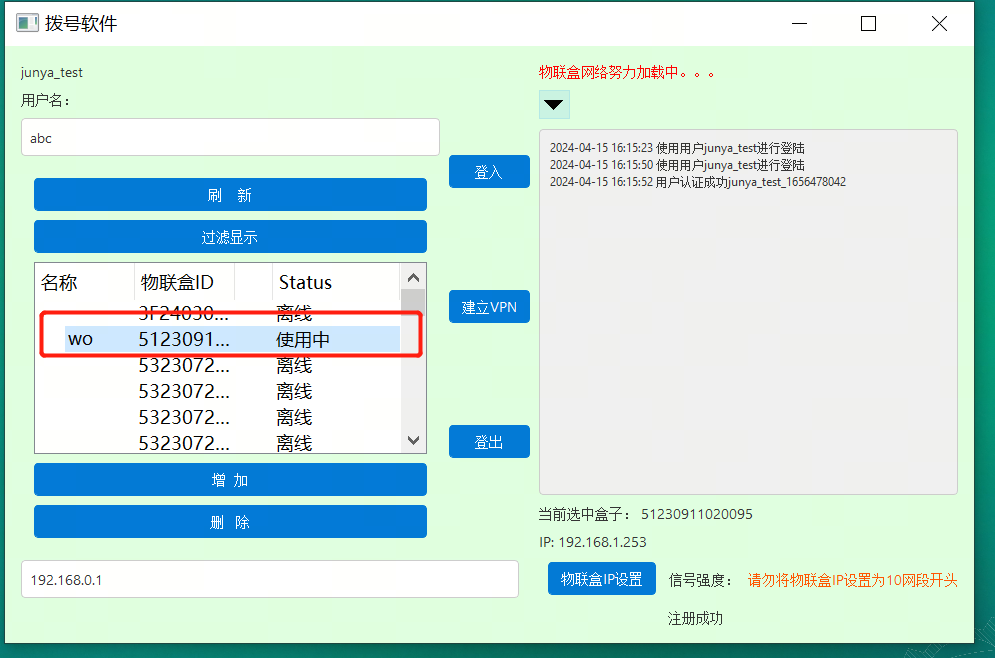 拨号软件
junya_test
用户名：
abc
刷 新
过滤显示
名称 物联盒ID Status
3F24030... 离线
wo 5123091... 使用中
5323072... 离线
5323072... 离线
5323072... 离线
5323072... 离线
增 加
删 除
192.168.0.1
登入
建立VPN
登出
物联盒网络努力加载中。。。
2024-04-15 16:15:23 使用用户junya_test进行登陆
2024-04-15 16:15:50 使用用户junya_test进行登陆
2024-04-15 16:15:52 用户认证成功junya_test_1656478042
当前选中盒子： 51230911020095
IP: 192.168.1.253
物联盒IP设置 信号强度： 请勿将物联盒IP设置为10网段开头
注册成功